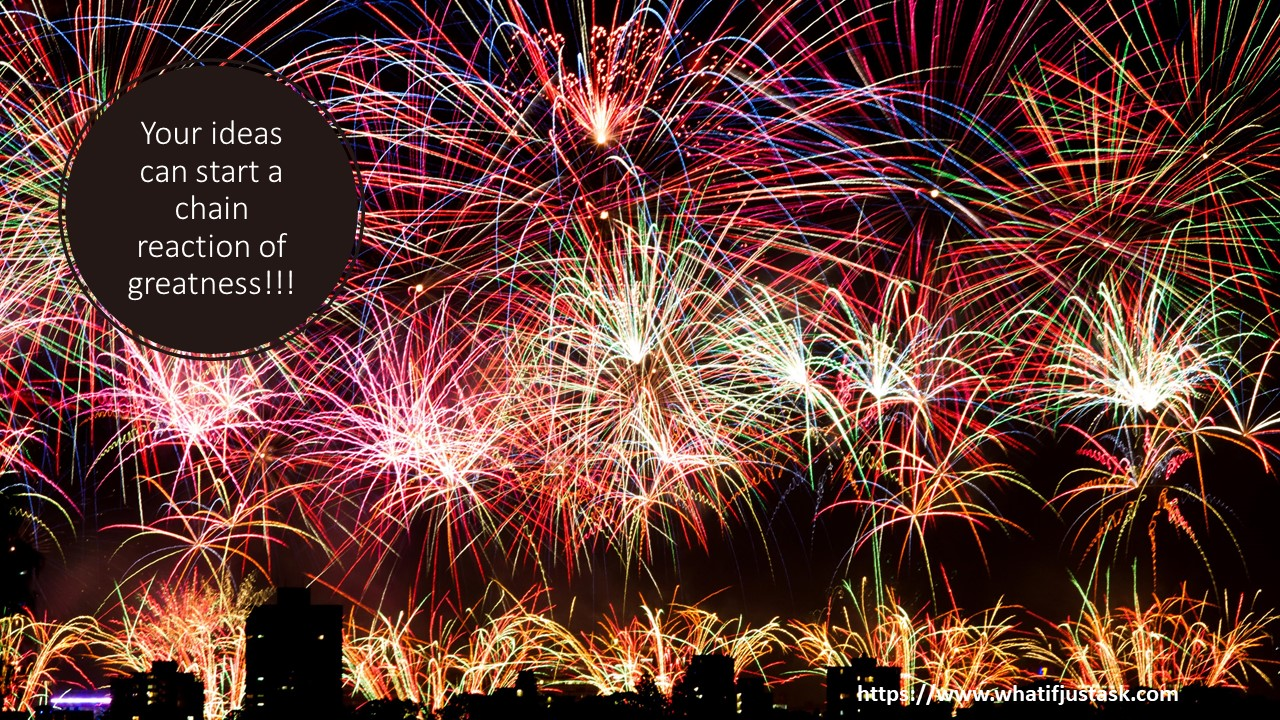 Your ideas
can start a
chain
reaction of
greatness!!!
https://www.whatifjustask.com